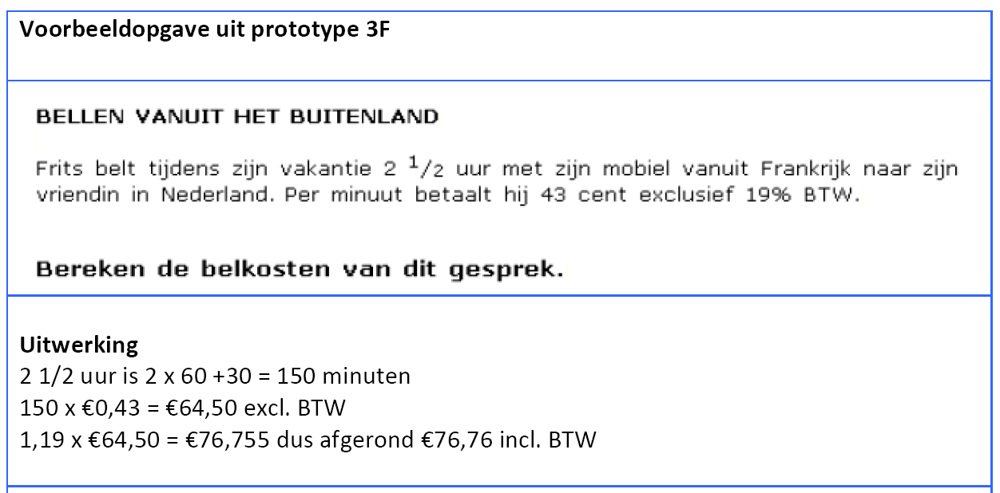 Voorbeeldopgave uit prototype 3F
BELLEN VANUIT HET BUITENLAND
Frits belt tijdens zijn vakantie 2 1/2 uur met zijn mobiel vanuit Frankrijk naar zijn
vriendin in Nederland. Per minuut betaalt hij 43 cent exclusief 19% BTW.
Bereken de belkosten van dit gesprek.
Uitwerking
2 1/2 uur is 2 x 60 +30 = 150 minuten
150 x €0,43 = €64,50 excl. BTW
1,19 x €64,50 = €76,755 dus afgerond €76,76 incl. BTW